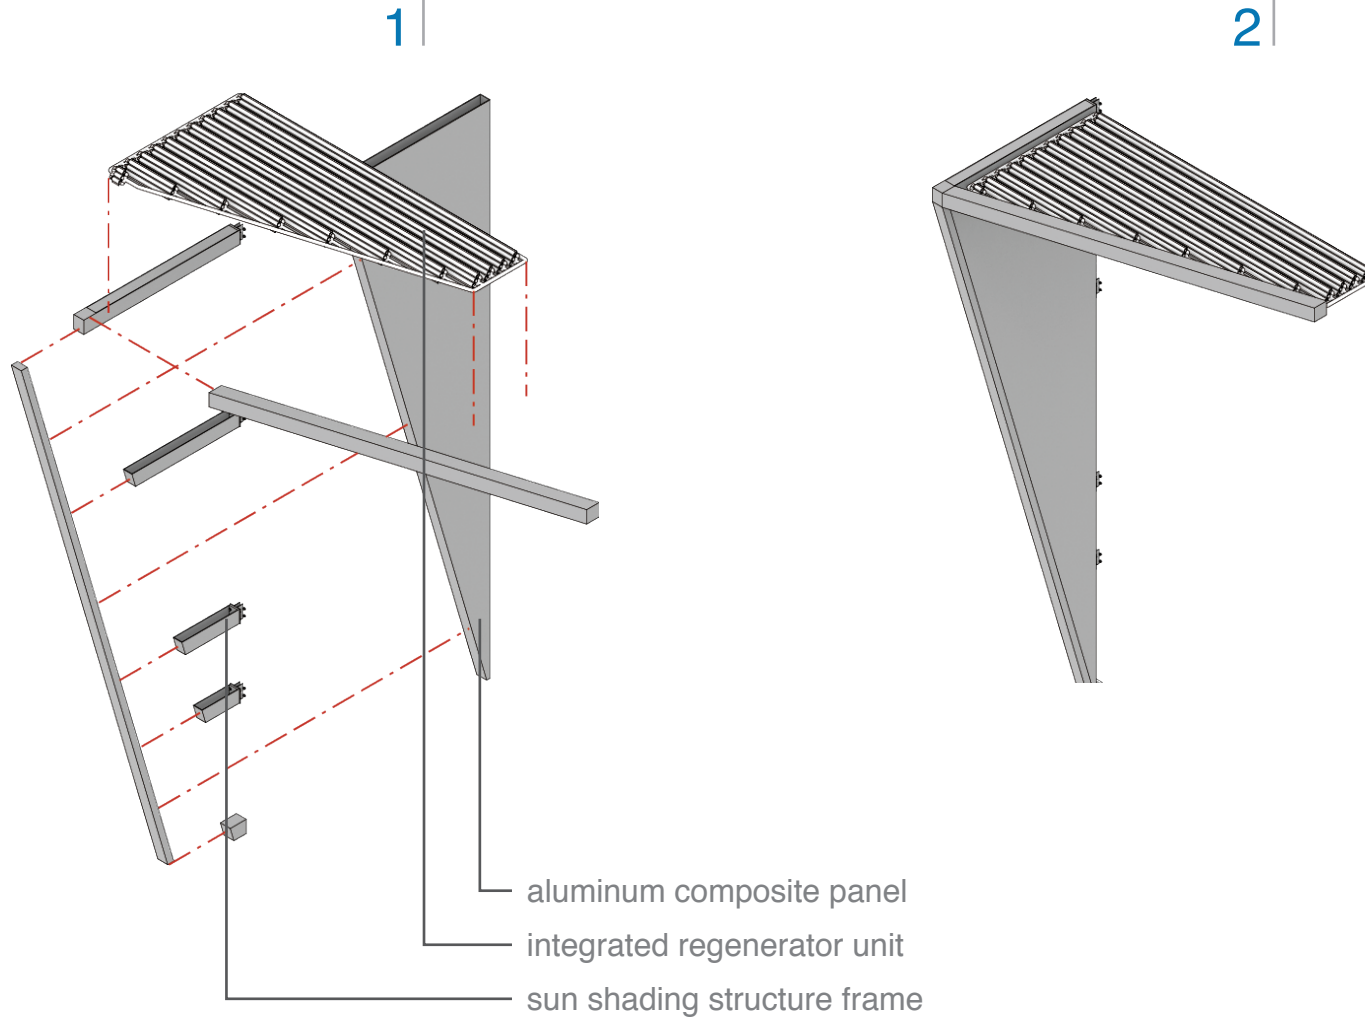 1
2
aluminum composite panel
integrated regenerator unit
sun shading structure frame